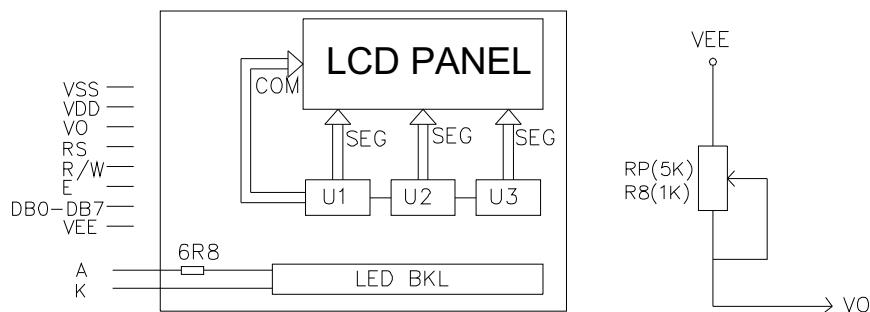 LCD PANEL
COM
SEG
SEG
SEG
U1
U2
U3
VSS
VDD
VO
RS
R/W
E
DB0-DB7
VEE
A
K
6R8
LED BKL
VEE
RP(5K)
R8(1K)
VO